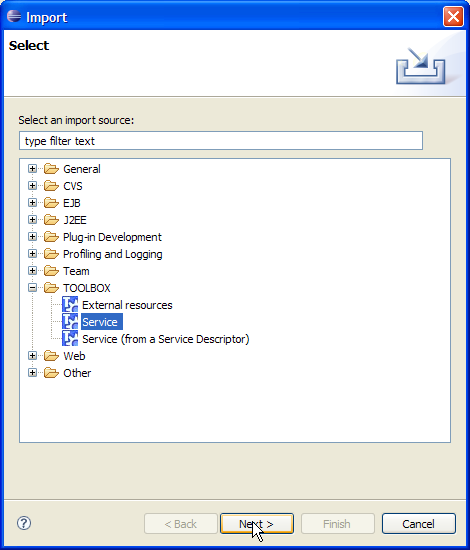 Import
Select
Select an import source:
type filter text
General
CVS
EJB
J2EE
Plug-in Development
Profiling and Logging
Team
TOOLBOX
External resources
Service
Service (from a Service Descriptor)
Web
Other
< Back
Next >
Finish
Cancel